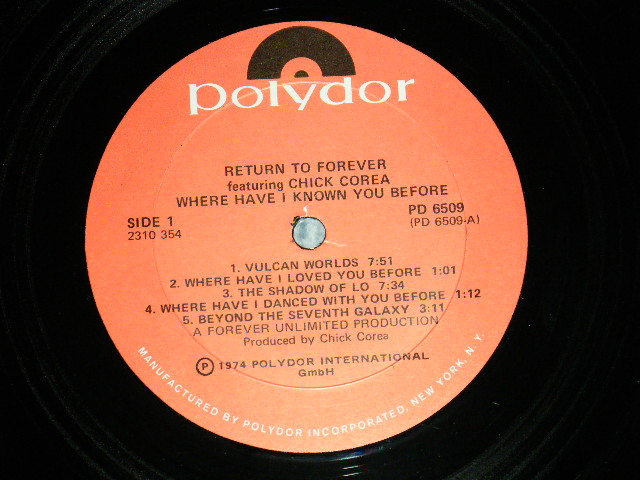 polydor
RETURN TO FOREVER
featuring CHICK COREA
WHERE HAVE I KNOWN YOU BEFORE
SIDE 1
2310 354
PD 6509
(PD 6509-A)
1. VULCAN WORLDS 7:51
2. WHERE HAVE I LOVED YOU BEFORE 1:01
3. THE SHADOW OF LO 7:34
4. WHERE HAVE I DANCED WITH YOU BEFORE 1:12
5. BEYOND THE SEVENTH GALAXY 3:11
A FOREVER UNLIMITED PRODUCTION
Produced by Chick Corea
℗ 1974 POLYDOR INTERNATIONAL
GmbH
MANUFACTURED BY POLYDOR INCORPORATED, NEW YORK, N.Y.